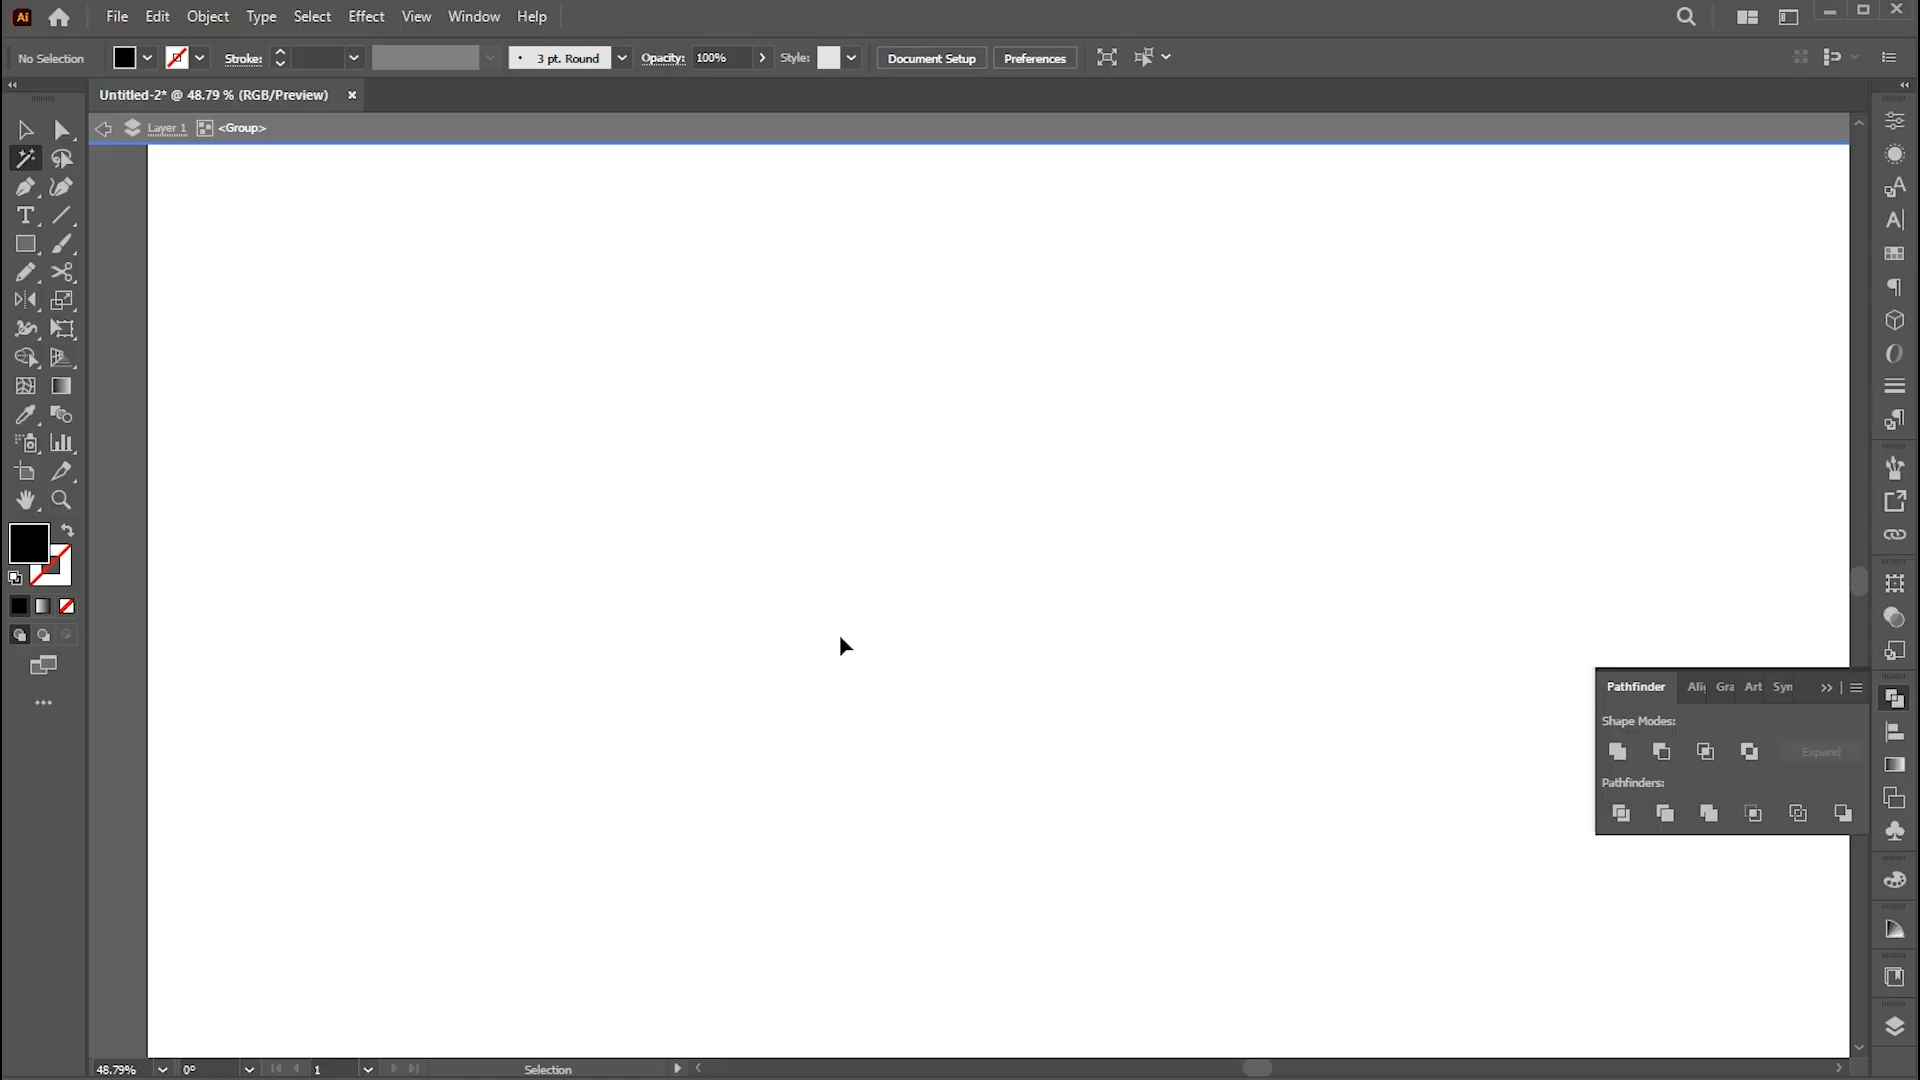 Ai File Edit Object Type Select Effect View Window Help
No Selection Stroke: 3 pt. Round Opacity: 100% Style: Document Setup Preferences
Untitled-2* @ 48.79 % (RGB/Preview) ×
Layer 1 <Group>
Pathfinder Ali Gra Art Syn
Shape Modes:
Expand
Pathfinders:
48.79% 0° 1 Selection